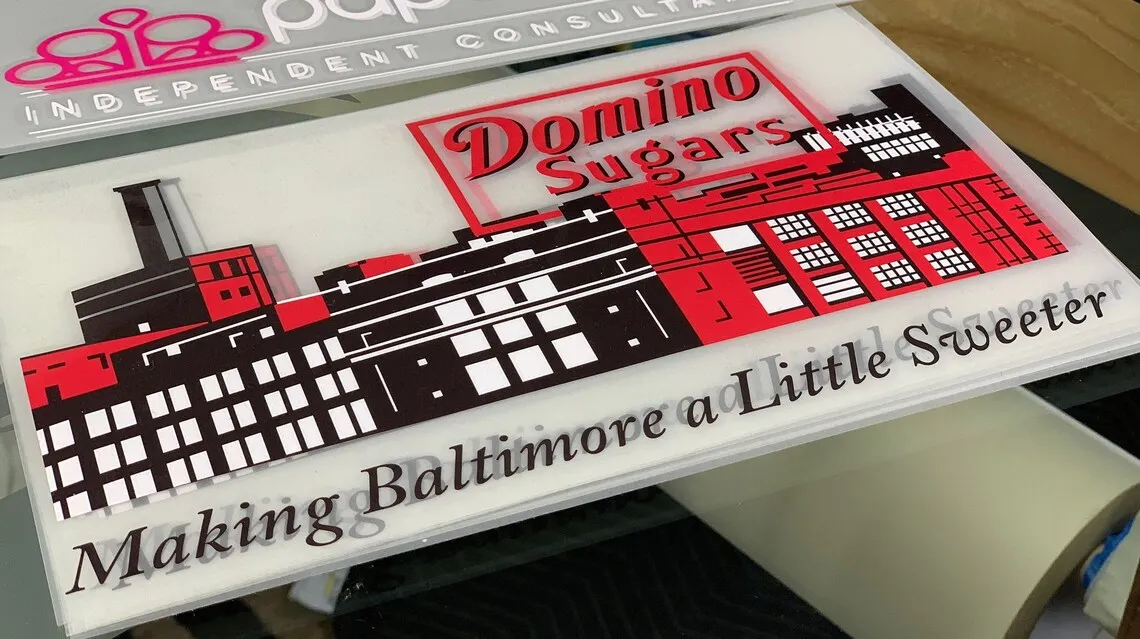 INDEPENDENT
Domino
Sugars
Making Baltimore a Little Sweeter